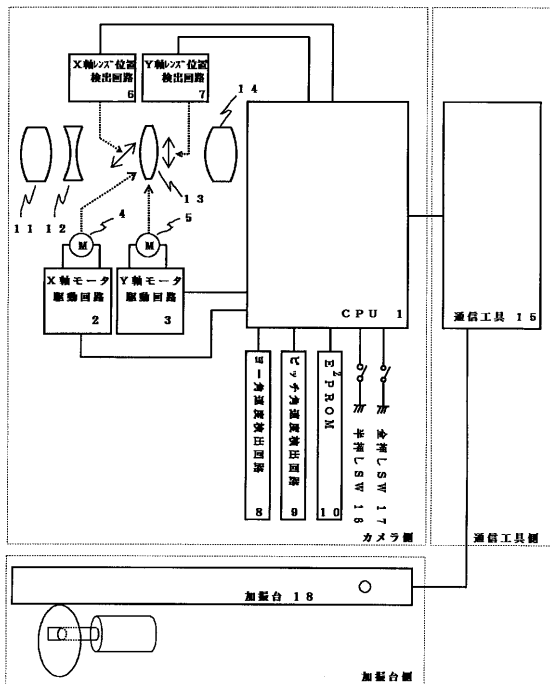 X軸レンズ位置
検出回路
6
Y軸レンズ位置
検出回路
7
14
13
11
12
4
5
M
M
X軸モータ
駆動回路
2
Y軸モータ
駆動回路
3
CPU 1
通信工具 15
ヨー角速度検出回路
8
ピッチ角速度検出回路
9
E²PROM
10
半押しSW 16
全押しSW 17
カメラ側
通信工具側
加振台 18
加振台側